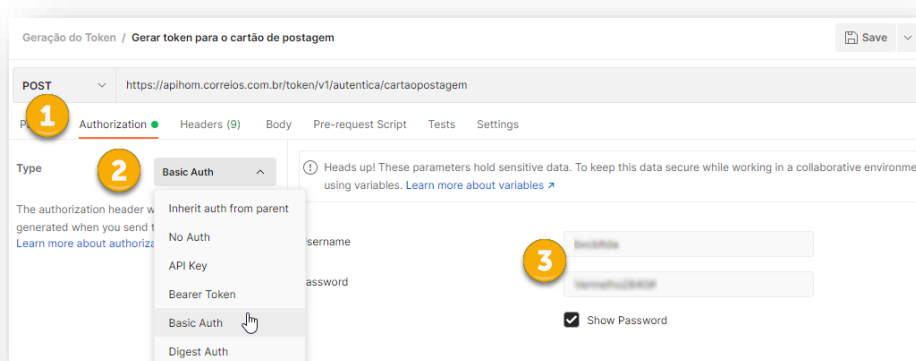 Geração do Token / Gerar token para o cartão de postagem
Save
POST
https://apihom.correios.com.br/token/v1/autentica/cartaopostagem
1
Authorization
Headers (9)
Body
Pre-request Script
Tests
Settings
Type
2
Basic Auth
Heads up! These parameters hold sensitive data. To keep this data secure while working in a collaborative
using variables. Learn more about variables
Inherit auth from parent
The authorization header
generated when you send
No Auth
Learn more about
API Key
Bearer Token
Basic Auth
Digest Auth
3
Show Password